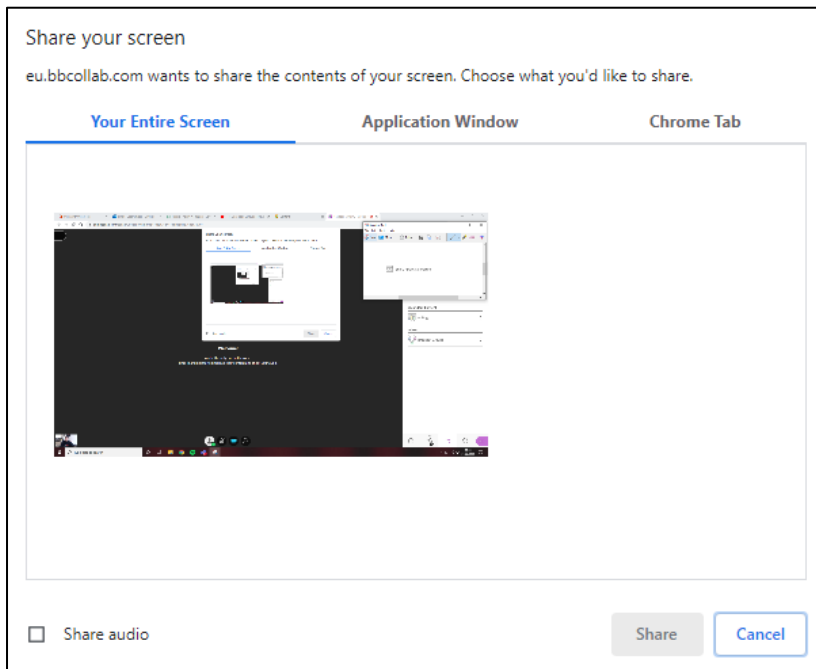 Share your screen
eu.bbcollab.com wants to share the contents of your screen. Choose what you'd like to share.
Your Entire Screen
Application Window
Chrome Tab
Share audio
Share
Cancel